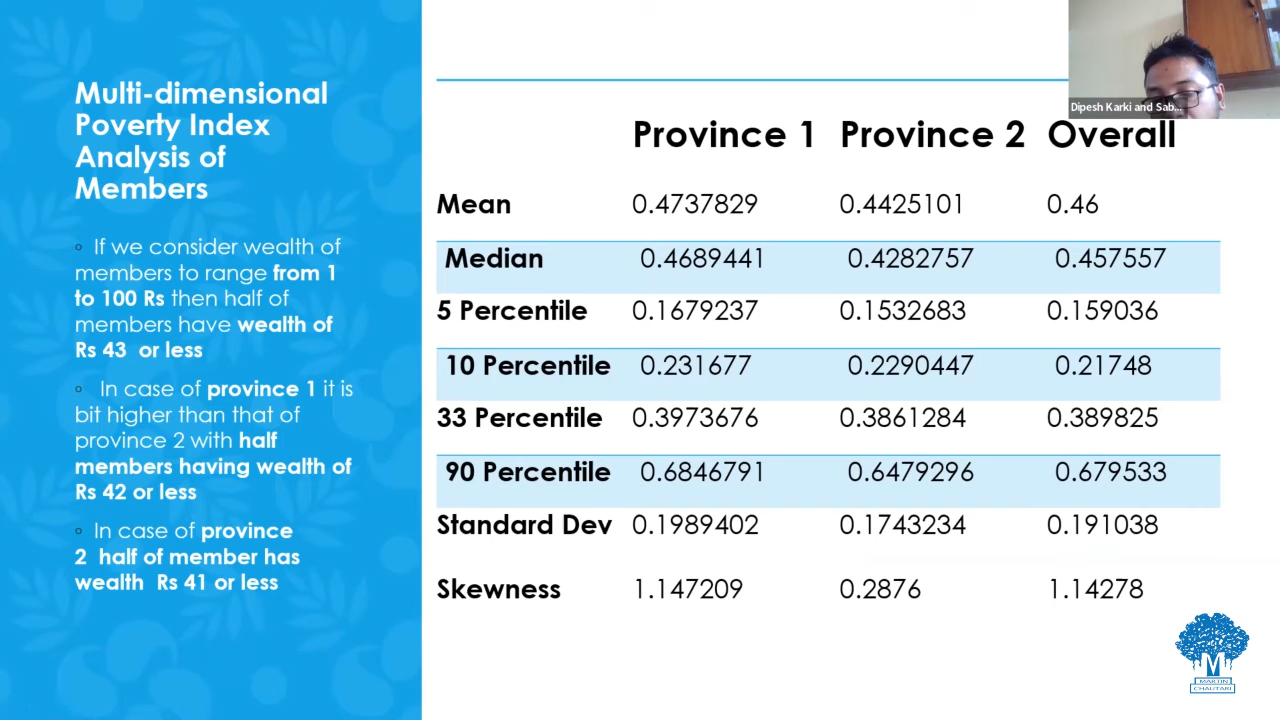 Multi-dimensional
Poverty Index
Analysis of
Members
◦ If we consider wealth of
members to range from 1
to 100 Rs then half of
members have wealth of
Rs 43 or less
◦ In case of province 1 it is
bit higher than that of
province 2 with half
members having wealth of
Rs 42 or less
◦ In case of province
2 half of member has
wealth Rs 41 or less
Dipesh Karki and Sab...
Province 1 Province 2 Overall
Mean 0.4737829 0.4425101 0.46
Median 0.4689441 0.4282757 0.457557
5 Percentile 0.1679237 0.1532683 0.159036
10 Percentile 0.231677 0.2290447 0.21748
33 Percentile 0.3973676 0.3861284 0.389825
90 Percentile 0.6846791 0.6479296 0.679533
Standard Dev 0.1989402 0.1743234 0.191038
Skewness 1.147209 0.2876 1.14278
M
MARTIN
CHAUTARI